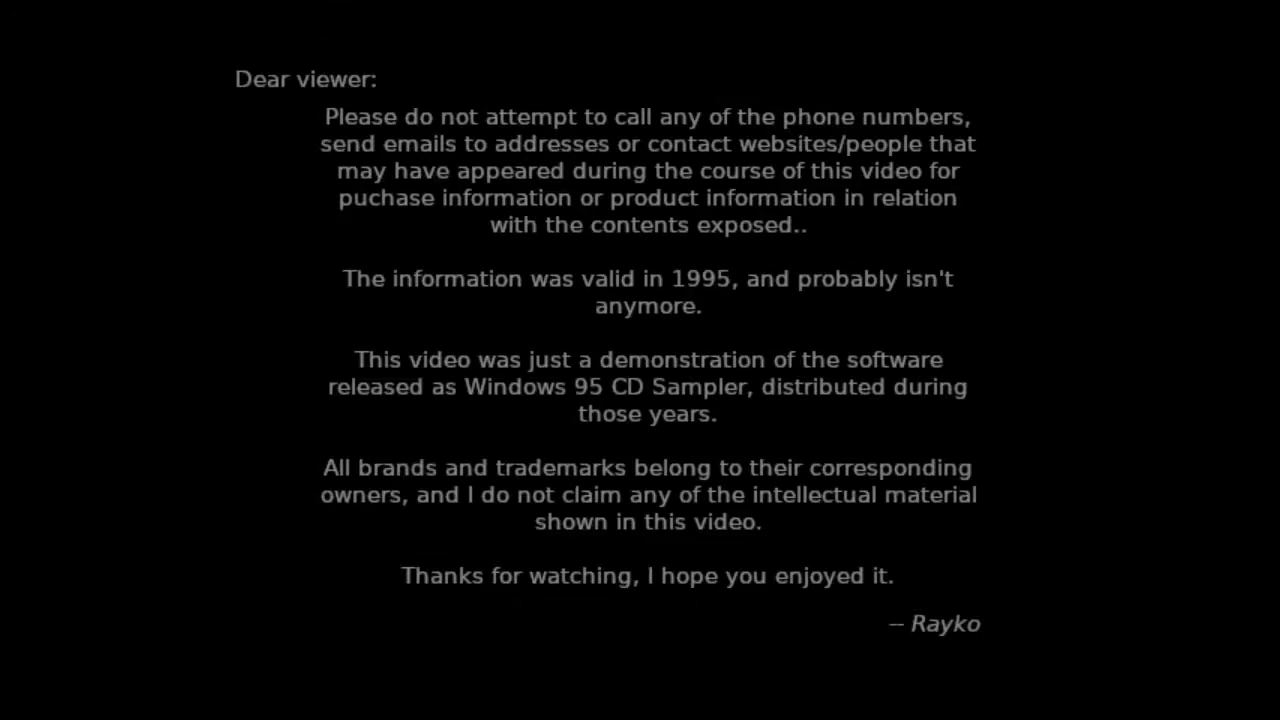 Dear viewer:
Please do not attempt to call any of the phone numbers,
send emails to addresses or contact websites/people that
may have appeared during the course of this video for
puchase information or product information in relation
with the contents exposed..
The information was valid in 1995, and probably isn't
anymore.
This video was just a demonstration of the software
released as Windows 95 CD Sampler, distributed during
those years.
All brands and trademarks belong to their corresponding
owners, and I do not claim any of the intellectual material
shown in this video.
Thanks for watching, I hope you enjoyed it.
-- Rayko